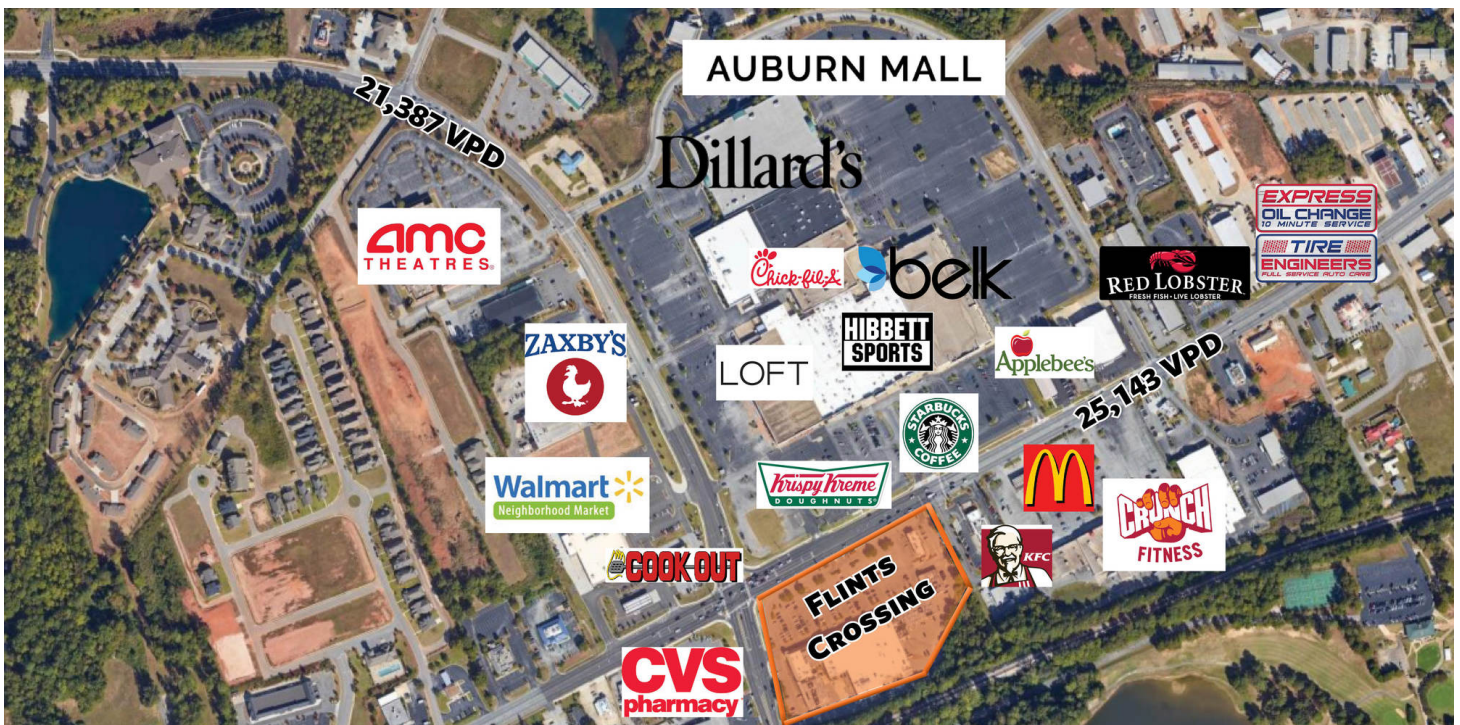 AUBURN MALL
21,387 VPD
Dillard's
EXPRESS
OIL CHANGE
10 MINUTE SERVICE
TIRE
ENGINEERS
FULL SERVICE AUTO CARE
amc
THEATRES
Chick-fil-A
belk
RED LOBSTER
FRESH FISH • LIVE LOBSTER
ZAXBY'S
LOFT
HIBBETT
SPORTS
Applebee's
25,143 VPD
STARBUCKS
COFFEE
Walmart
Neighborhood Market
Krispy Kreme
DOUGHNUTS
CRUNCH
FITNESS
COOK-OUT
KFC
FLINTS
CROSSING
CVS
pharmacy